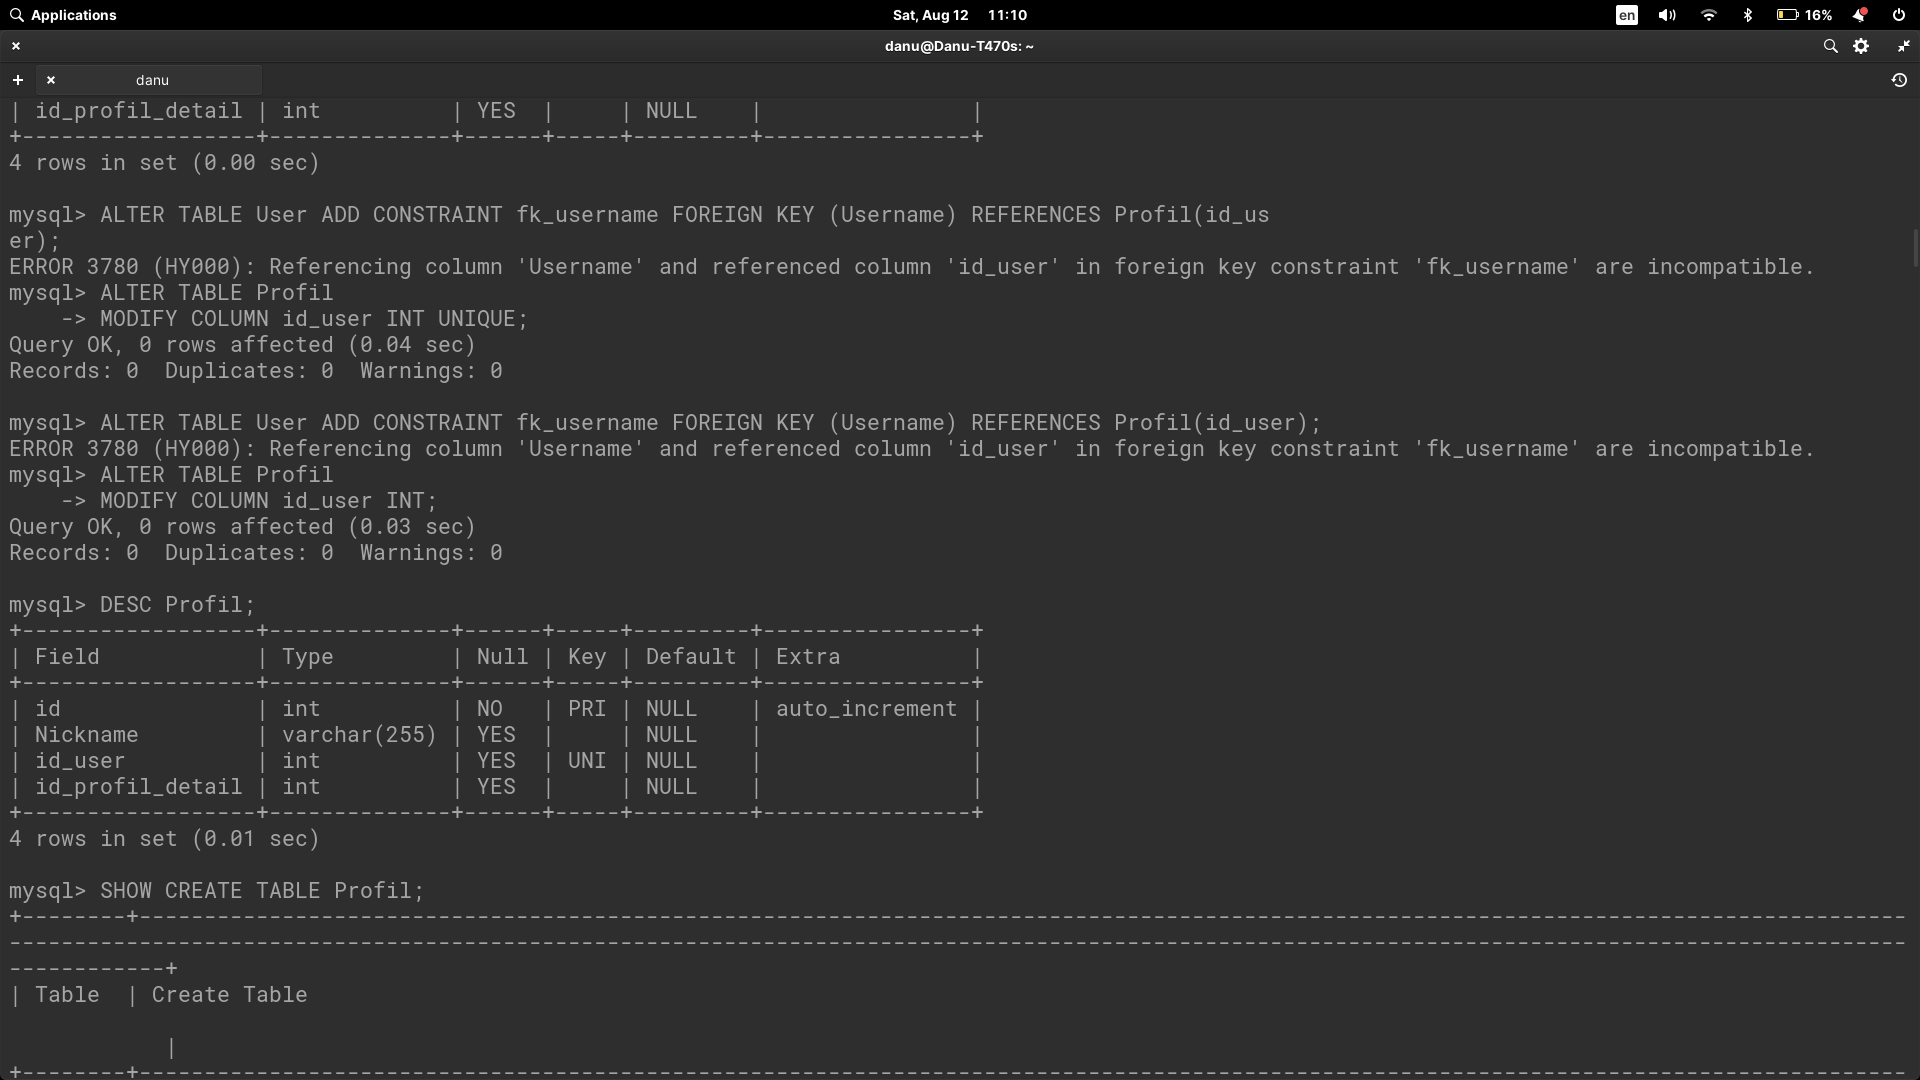 Applications
Sat, Aug 12 11:10
en
16%
danu@Danu-T470s: ~
danu
| id_profil_detail | int          | YES  |     | NULL    |                |
+------------------+--------------+------+-----+---------+----------------+
4 rows in set (0.00 sec)
mysql> ALTER TABLE User ADD CONSTRAINT fk_username FOREIGN KEY (Username) REFERENCES Profil(id_us
er);
ERROR 3780 (HY000): Referencing column 'Username' and referenced column 'id_user' in foreign key constraint 'fk_username' are incompatible.
mysql> ALTER TABLE Profil
    -> MODIFY COLUMN id_user INT UNIQUE;
Query OK, 0 rows affected (0.04 sec)
Records: 0  Duplicates: 0  Warnings: 0
mysql> ALTER TABLE User ADD CONSTRAINT fk_username FOREIGN KEY (Username) REFERENCES Profil(id_user);
ERROR 3780 (HY000): Referencing column 'Username' and referenced column 'id_user' in foreign key constraint 'fk_username' are incompatible.
mysql> ALTER TABLE Profil
    -> MODIFY COLUMN id_user INT;
Query OK, 0 rows affected (0.03 sec)
Records: 0  Duplicates: 0  Warnings: 0
mysql> DESC Profil;
+------------------+--------------+------+-----+---------+----------------+
| Field            | Type         | Null | Key | Default | Extra          |
+------------------+--------------+------+-----+---------+----------------+
| id               | int          | NO   | PRI | NULL    | auto_increment |
| Nickname         | varchar(255) | YES  |     | NULL    |                |
| id_user          | int          | YES  | UNI | NULL    |                |
| id_profil_detail | int          | YES  |     | NULL    |                |
+------------------+--------------+------+-----+---------+----------------+
4 rows in set (0.01 sec)
mysql> SHOW CREATE TABLE Profil;
| Table  | Create Table
|